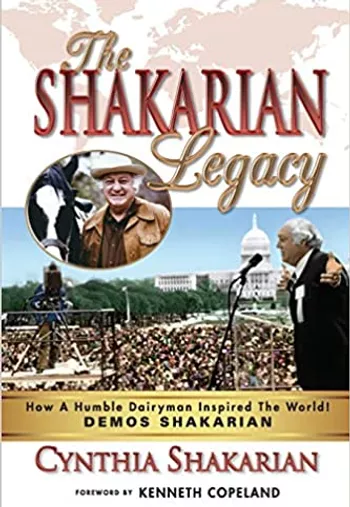 The
SHAKARIAN
Legacy
How A Humble Dairyman Inspired The World!
DEMOS SHAKARIAN
CYNTHIA SHAKARIAN
FOREWORD BY KENNETH COPELAND